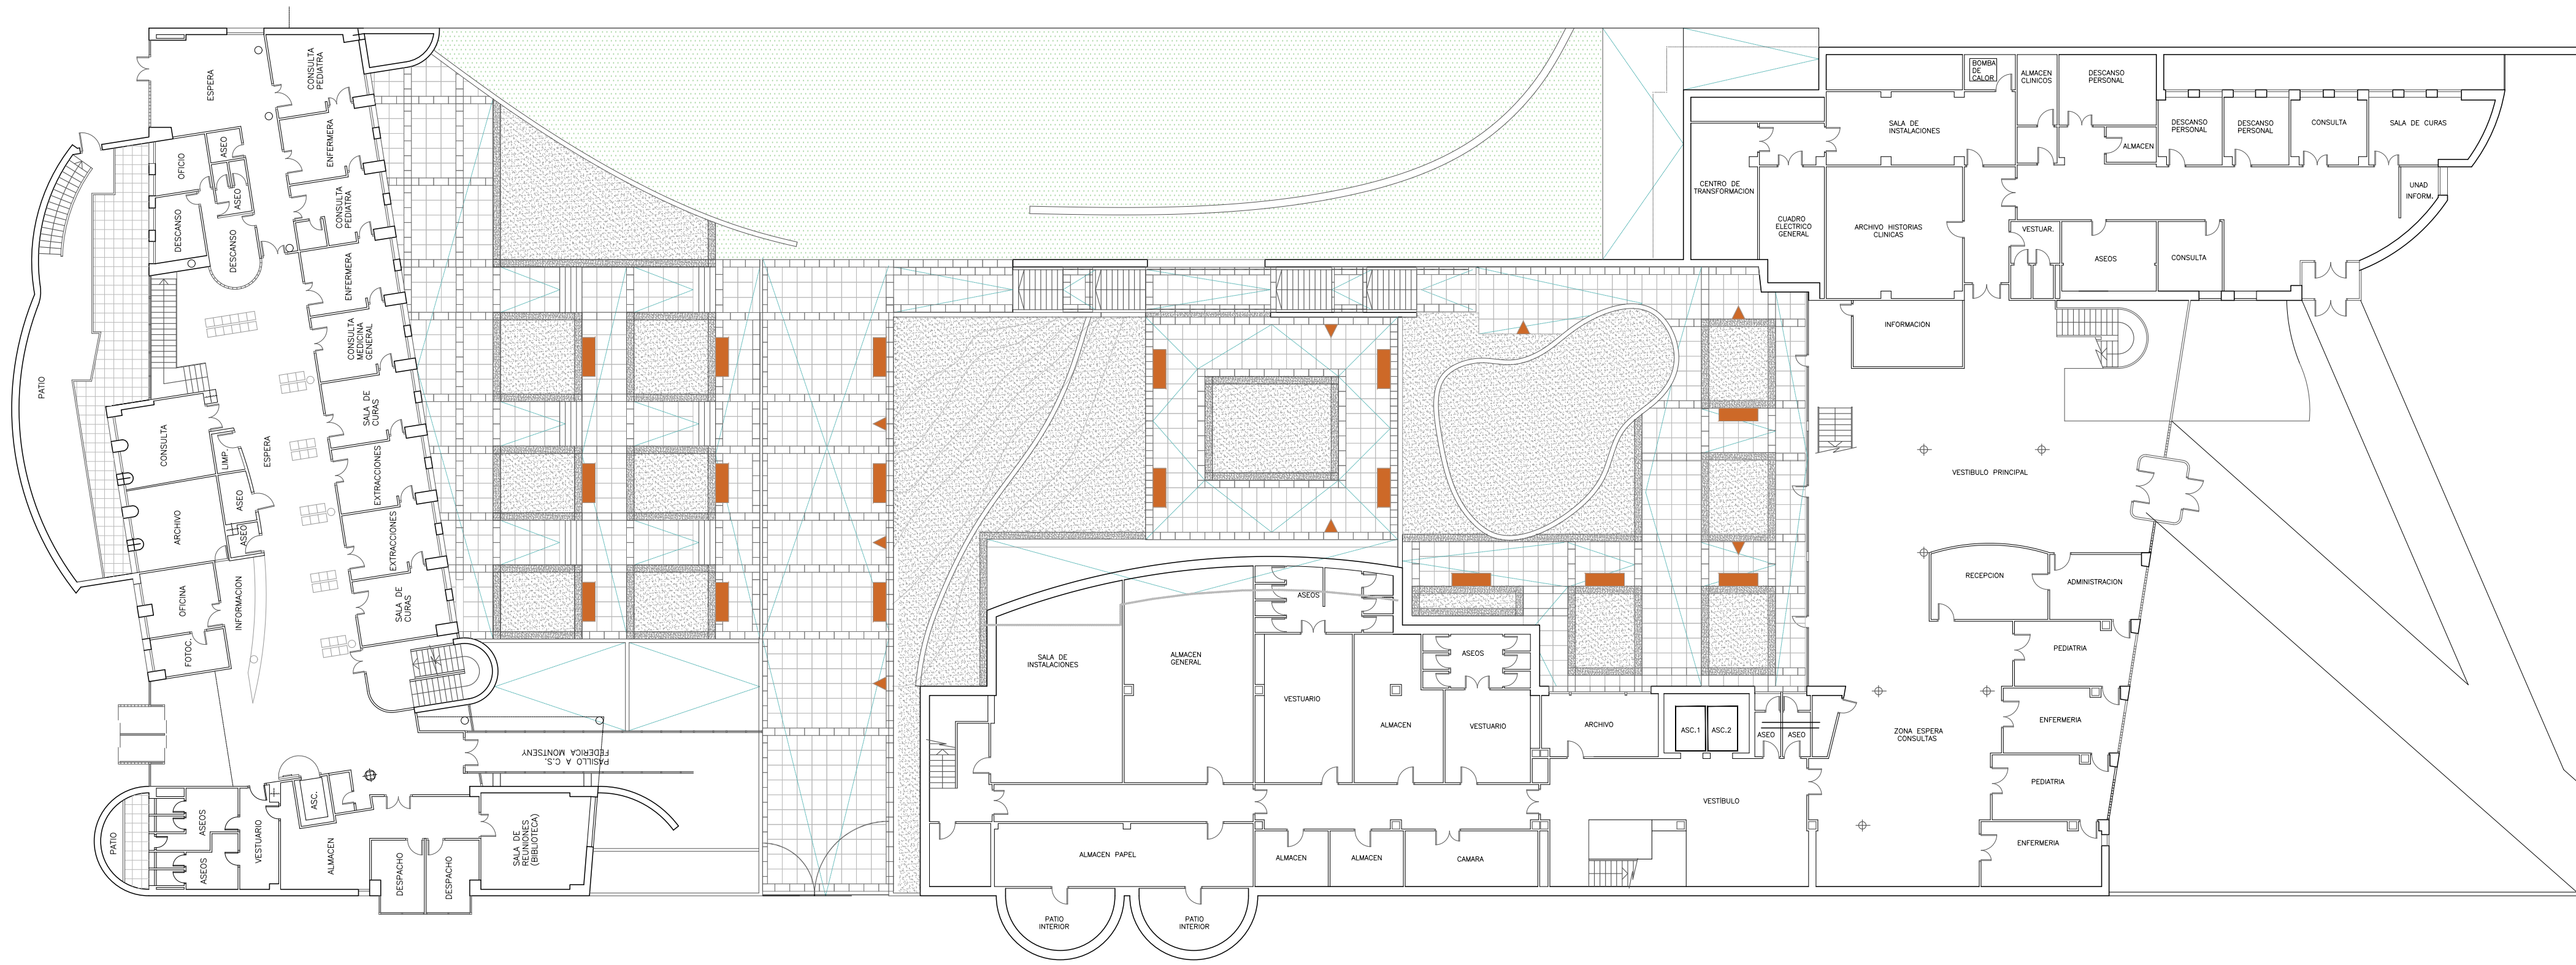 ESPERA
CONSULTA
PEDIATRA
OFICIO
ASEO
ENFERMERA
ASEO
DESCANSO
DESCANSO
CONSULTA
PEDIATRA
ENFERMERA
PATIO
CONSULTA
MEDICINA
GENERAL
SALA DE
CURAS
CONSULTA
LIMP.
ESPERA
EXTRACCIONES
ARCHIVO
ASEO
ASEO
EXTRACCIONES
OFICINA
INFORMACION
SALA DE
CURAS
FOTOC.
PASILLO A C.S.
FEDERICA MONTSENY
PATIO
ASEOS
ASEOS
VESTUARIO
ASC.
ALMACEN
DESPACHO
DESPACHO
SALA DE
REUNIONES
(BIBLIOTECA)
SALA DE
INSTALACIONES
ALMACEN
GENERAL
ASEOS
VESTUARIO
ALMACEN
ASEOS
VESTUARIO
ARCHIVO
ASC.1
ASC.2
ASEO
ASEO
ALMACEN PAPEL
ALMACEN
ALMACEN
CAMARA
VESTÍBULO
PATIO
INTERIOR
PATIO
INTERIOR
CENTRO DE
TRANSFORMACION
CUADRO
ELECTRICO
GENERAL
SALA DE
INSTALACIONES
BOMBA
DE
CALOR
ALMACEN
CLINICOS
DESCANSO
PERSONAL
ALMACEN
DESCANSO
PERSONAL
DESCANSO
PERSONAL
CONSULTA
SALA DE CURAS
UNAD
INFORM.
ARCHIVO HISTORIAS
CLINICAS
VESTUAR.
ASEOS
CONSULTA
INFORMACION
VESTIBULO PRINCIPAL
RECEPCION
ADMINISTRACION
PEDIATRIA
ENFERMERIA
ZONA ESPERA
CONSULTAS
PEDIATRIA
ENFERMERIA